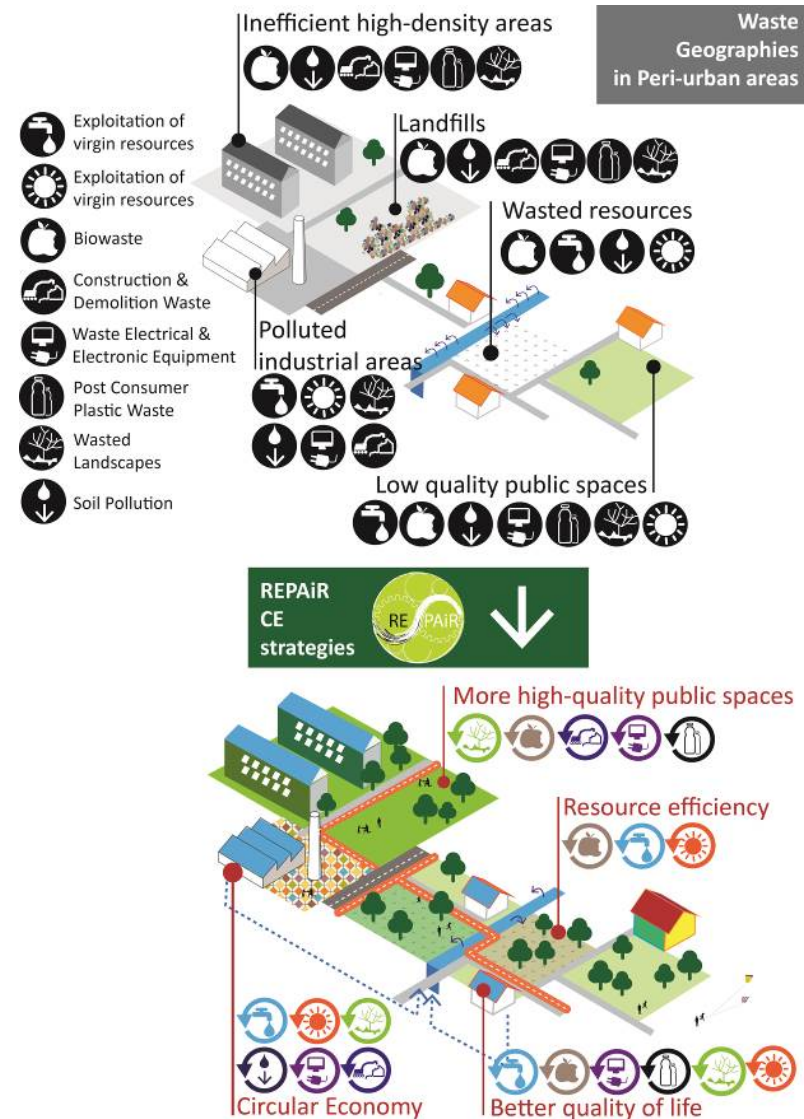 Inefficient high-density areas
Waste
Geographies
in Peri-urban areas
Exploitation of
virgin resources
Exploitation of
virgin resources
Biowaste
Construction &
Demolition Waste
Waste Electrical &
Electronic Equipment
Post Consumer
Plastic Waste
Wasted
Landscapes
Soil Pollution
Landfills
Wasted resources
Polluted
industrial areas
Low quality public spaces
REPAiR
CE
strategies
RE PAiR
More high-quality public spaces
Resource efficiency
Circular Economy
Better quality of life